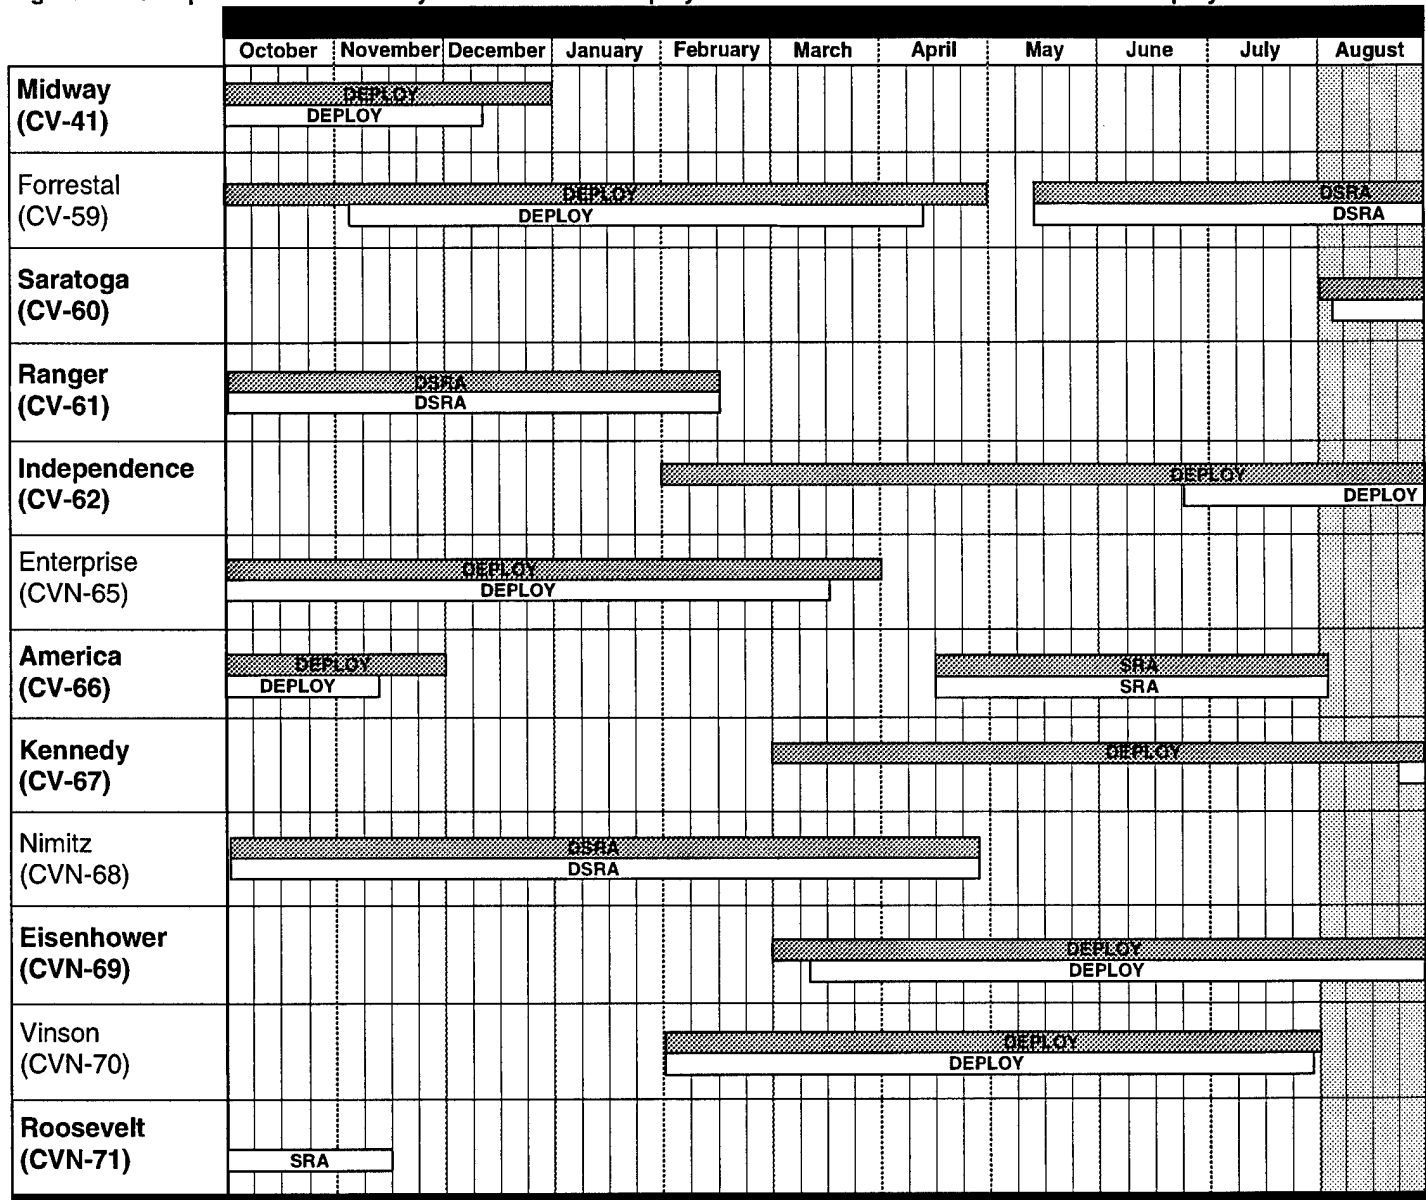 October November December January February March April May June July August
Midway
(CV-41)
DEPLOY
DEPLOY
Forrestal
(CV-59)
DEPLOY
DSRA
DEPLOY
DSRA
Saratoga
(CV-60)
Ranger
(CV-61)
DSRA
DSRA
Independence
(CV-62)
DEPLOY
DEPLOY
Enterprise
(CVN-65)
DEPLOY
DEPLOY
America
(CV-66)
DEPLOY
SRA
DEPLOY
SRA
Kennedy
(CV-67)
DEPLOY
Nimitz
(CVN-68)
DSRA
DSRA
Eisenhower
(CVN-69)
DEPLOY
DEPLOY
Vinson
(CVN-70)
DEPLOY
DEPLOY
Roosevelt
(CVN-71)
SRA